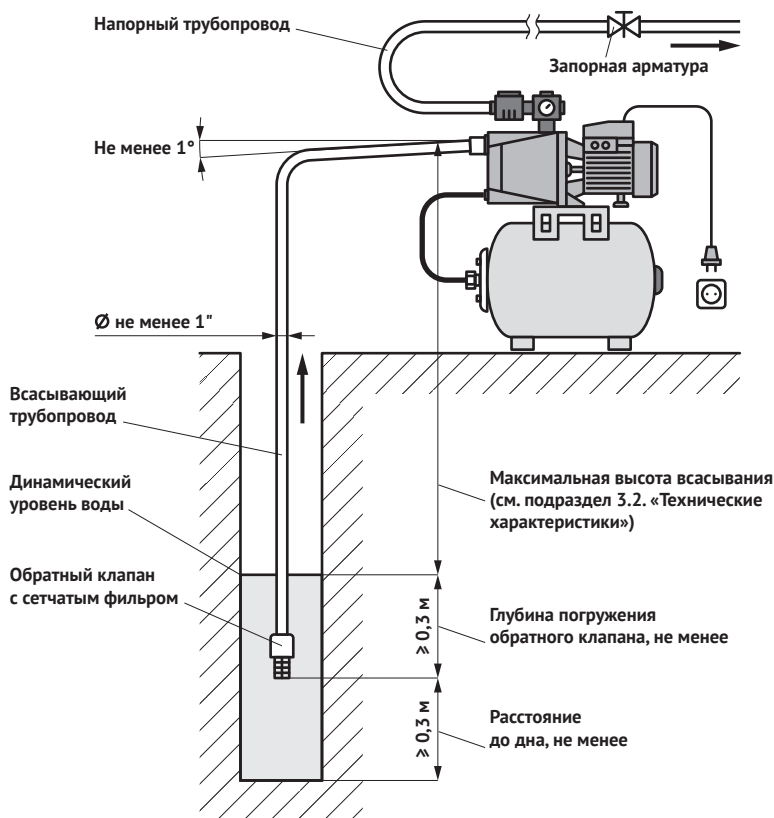 Напорный трубопровод
Запорная арматура
Не менее 1°
Ø не менее 1"
Всасывающий
трубопровод
Динамический
уровень воды
Обратный клапан
с сетчатым фильром
Максимальная высота всасывания
(см. подраздел 3.2. «Технические
характеристики»)
≥ 0,3 м
Глубина погружения
обратного клапана, не менее
≥ 0,3 м
Расстояние
до дна, не менее